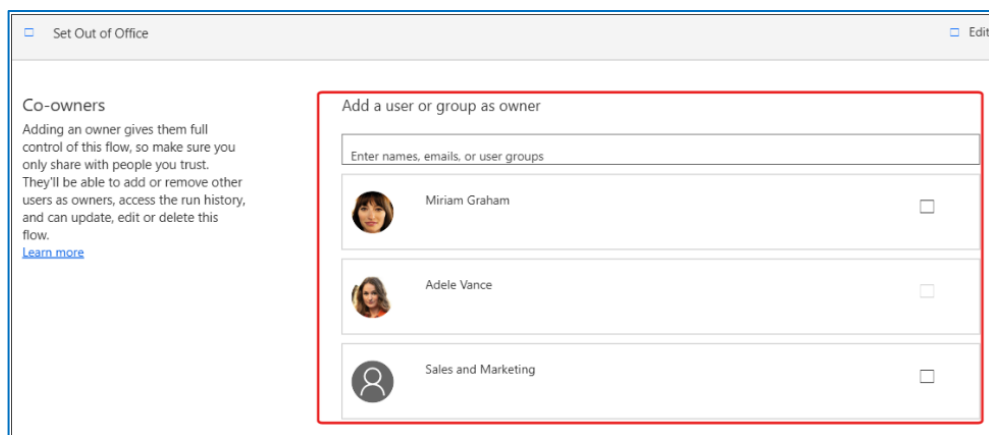 Set Out of Office
Edit
Co-owners
Adding an owner gives them full
control of this flow, so make sure you
only share with people you trust.
They'll be able to add or remove other
users as owners, access the run history,
and can update, edit or delete this
flow.
Learn more
Add a user or group as owner
Enter names, emails, or user groups
Miriam Graham
Adele Vance
Sales and Marketing